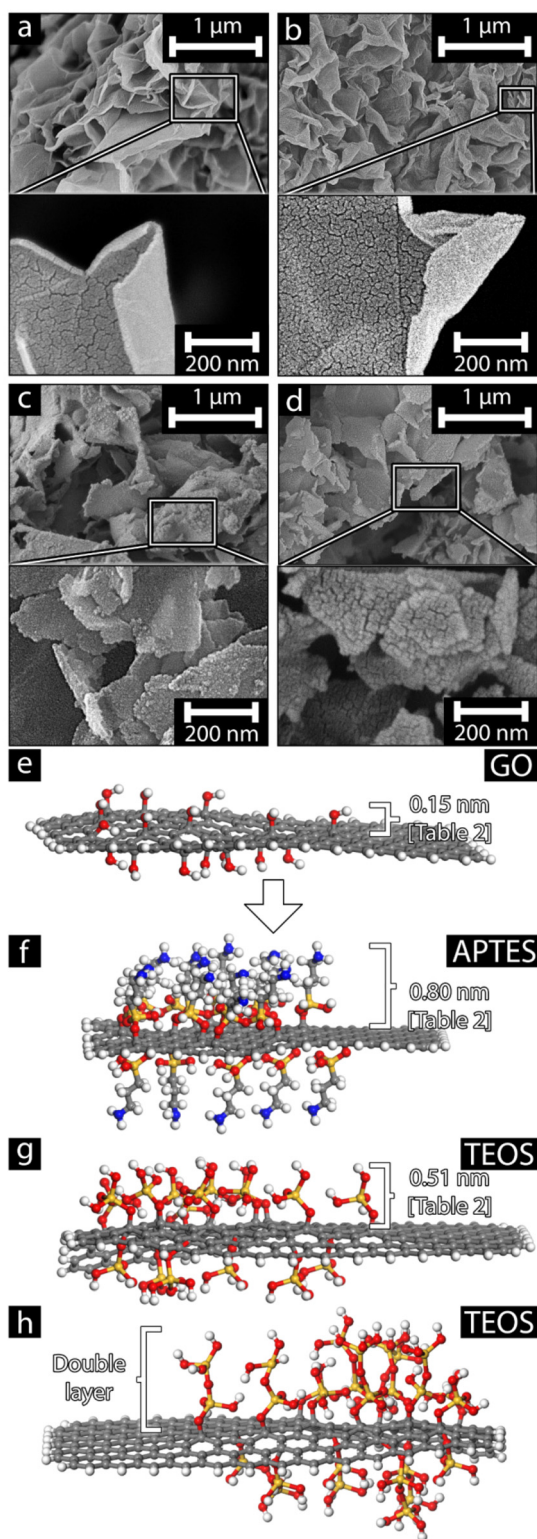 a
1 μm
b
1 μm
200 nm
200 nm
c
1 μm
d
1 μm
200 nm
200 nm
e
GO
0.15 nm
[Table 2]
f
APTES
0.80 nm
[Table 2]
g
TEOS
0.51 nm
[Table 2]
h
TEOS
Double
layer